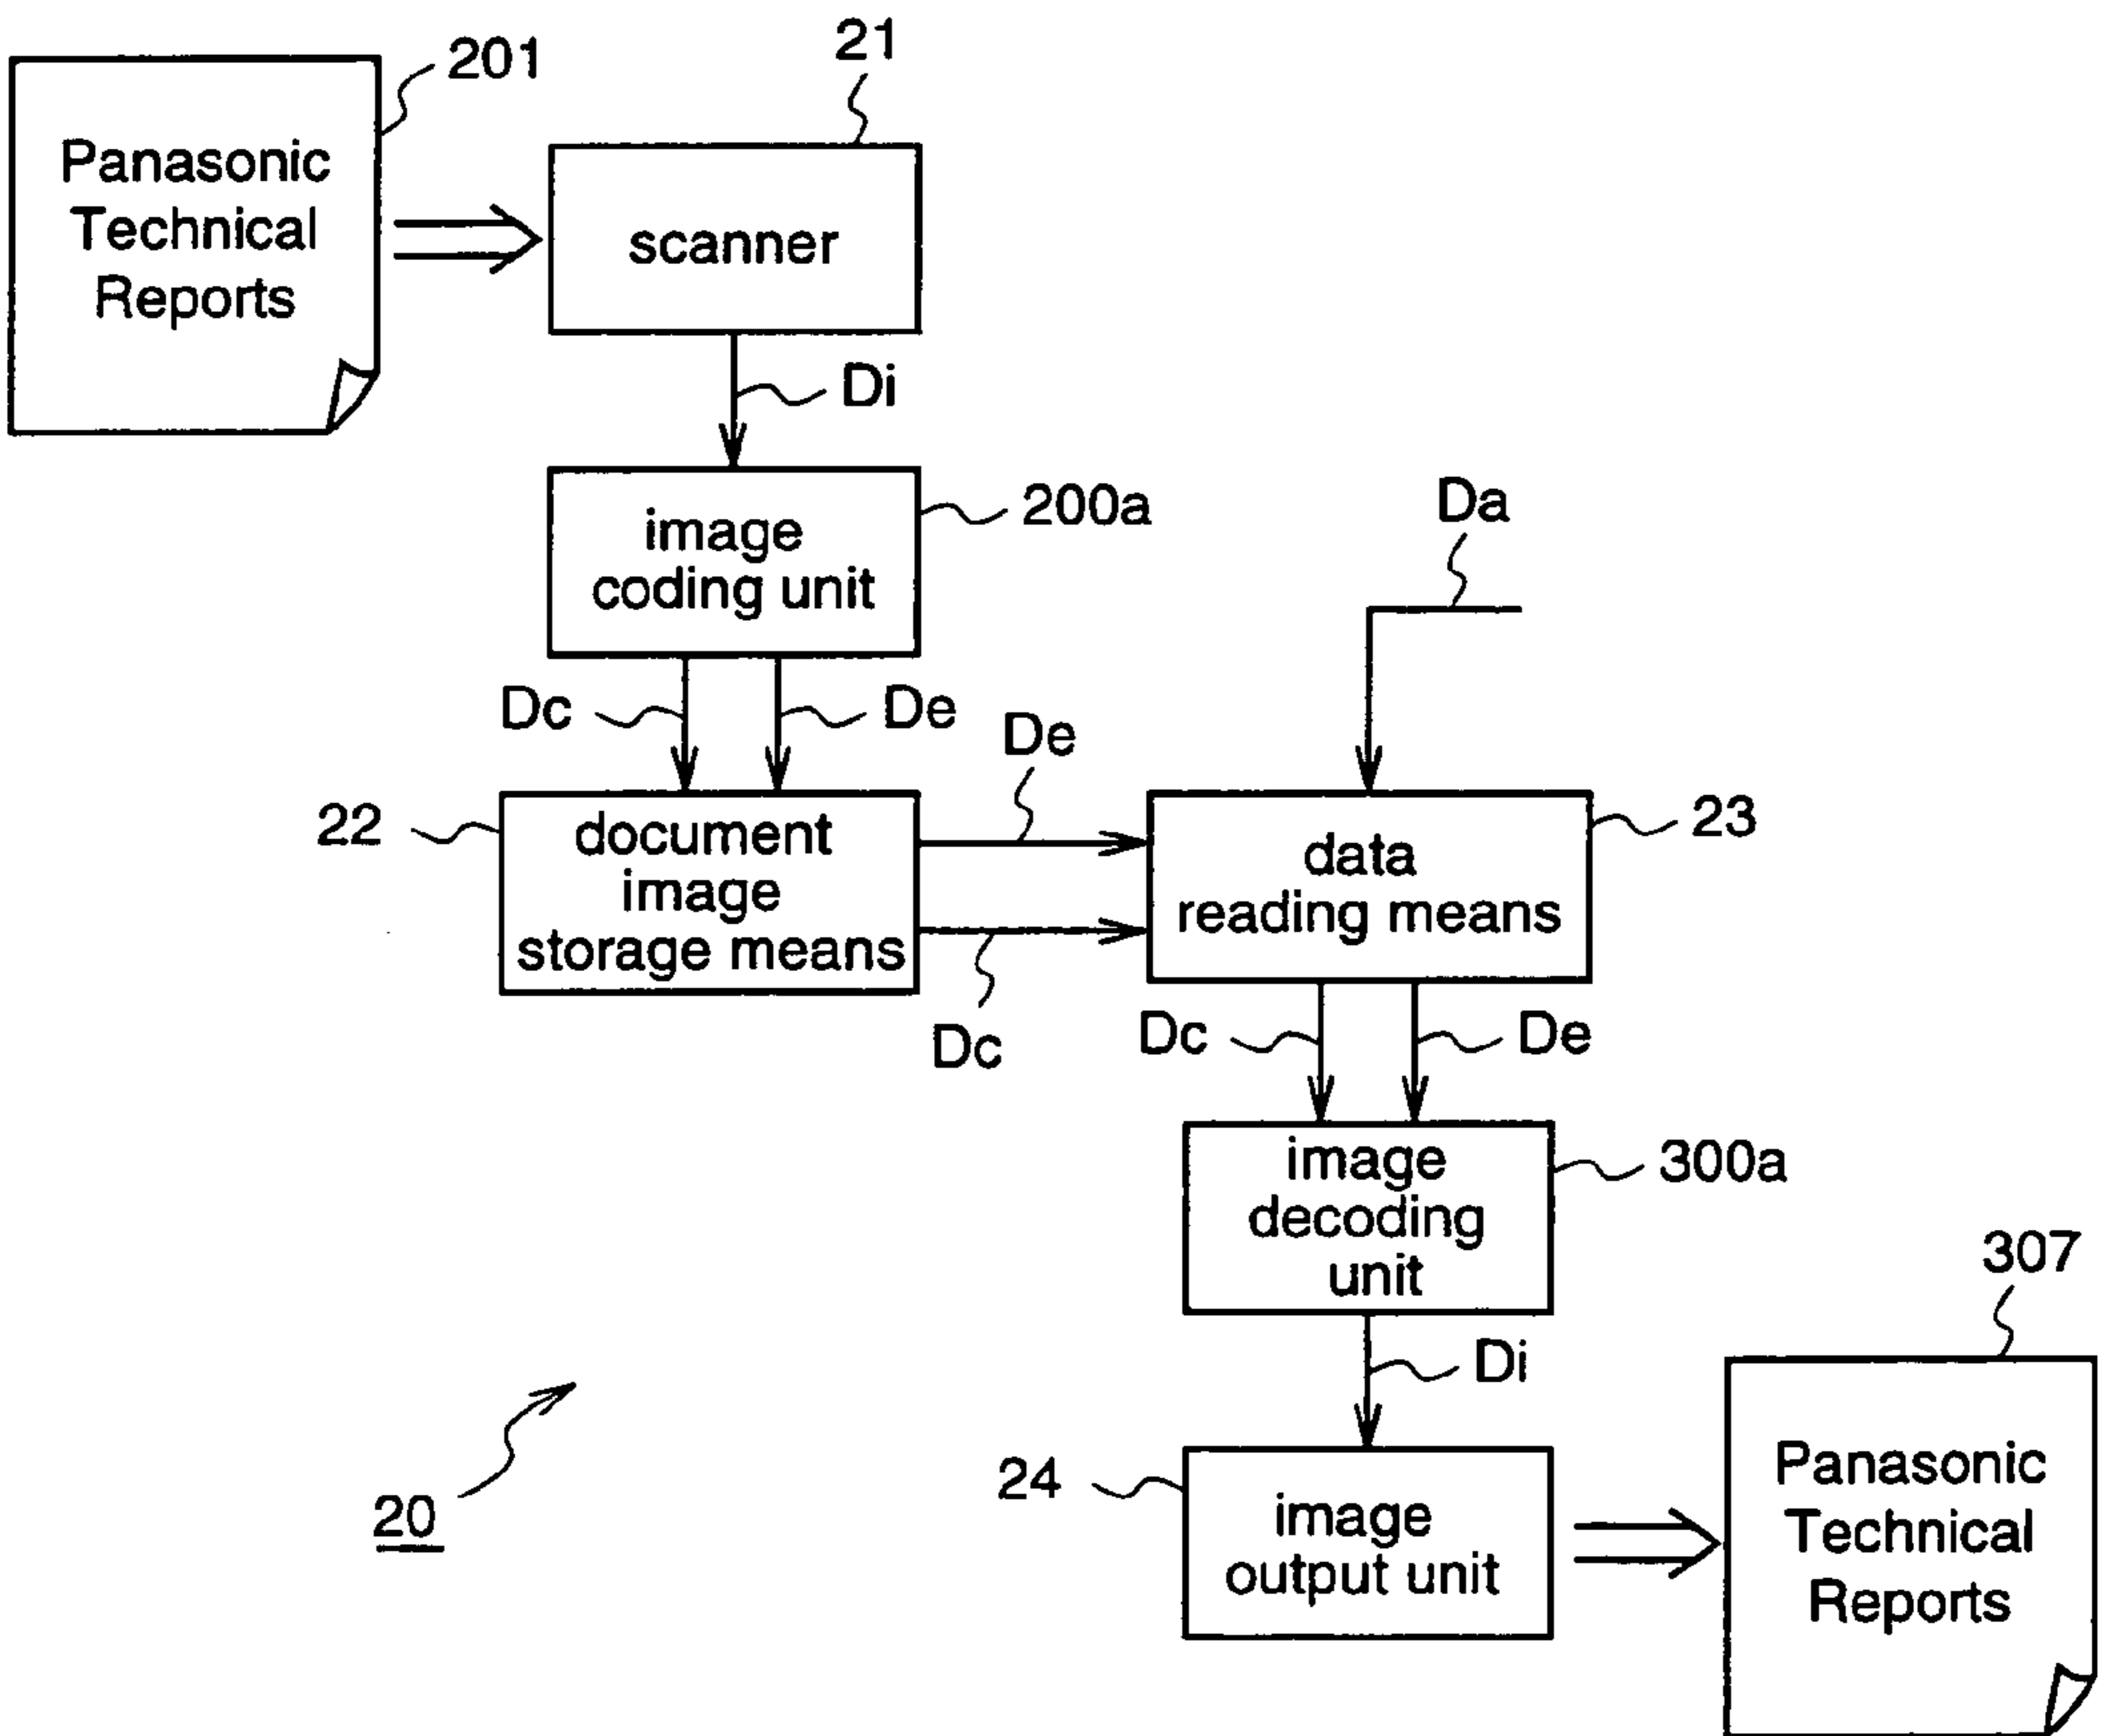 201
Panasonic
Technical
Reports
21
scanner
Di
200a
image
coding unit
Da
Dc
De
De
22
document
image
storage means
23
data
reading means
Dc
Dc
De
300a
image
decoding
unit
307
Di
24
image
output unit
Panasonic
Technical
Reports
20